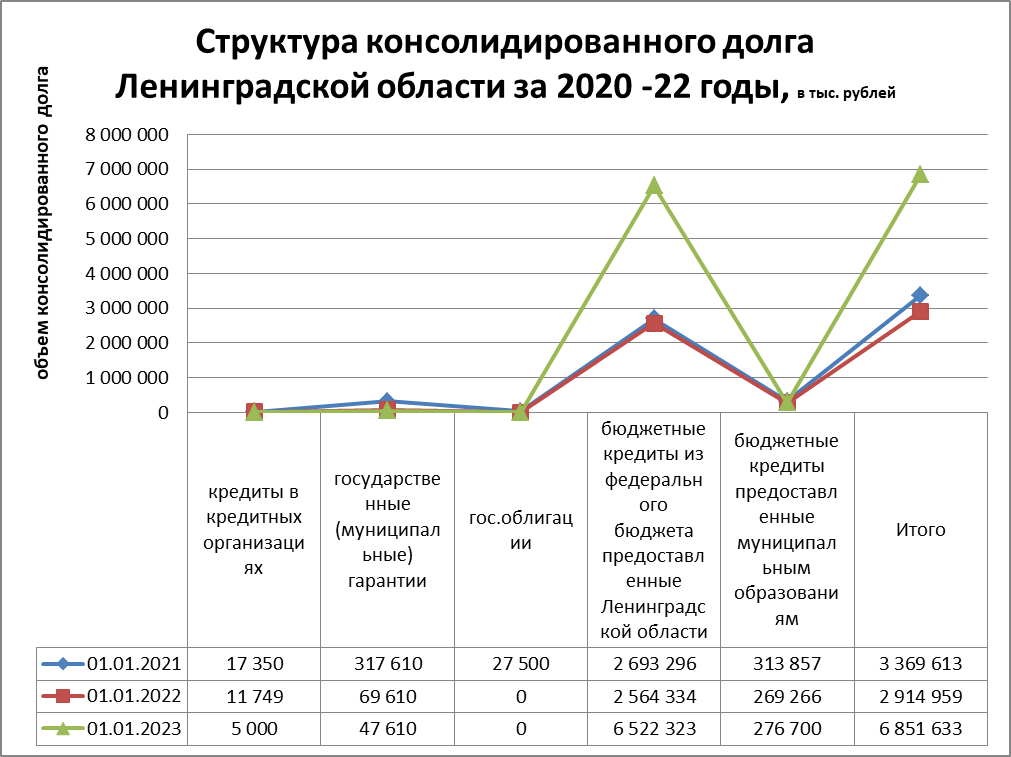 Структура консолидированного долга
Ленинградской области за 2020 -22 годы, в тыс. рублей
объем консолидированного долга
8 000 000
7 000 000
6 000 000
5 000 000
4 000 000
3 000 000
2 000 000
1 000 000
0
кредиты в
кредитных
организаци
ях
государстве
нные
(муниципал
ьные)
гарантии
гос.облигац
ии
бюджетные
кредиты из
федеральн
ого
бюджета
предоставл
енные
Ленинградс
кой области
бюджетные
кредиты
предоставл
енные
муниципал
ьным
образовани
ям
Итого
01.01.2021 17 350 317 610 27 500 2 693 296 313 857 3 369 613
01.01.2022 11 749 69 610 0 2 564 334 269 266 2 914 959
01.01.2023 5 000 47 610 0 6 522 323 276 700 6 851 633